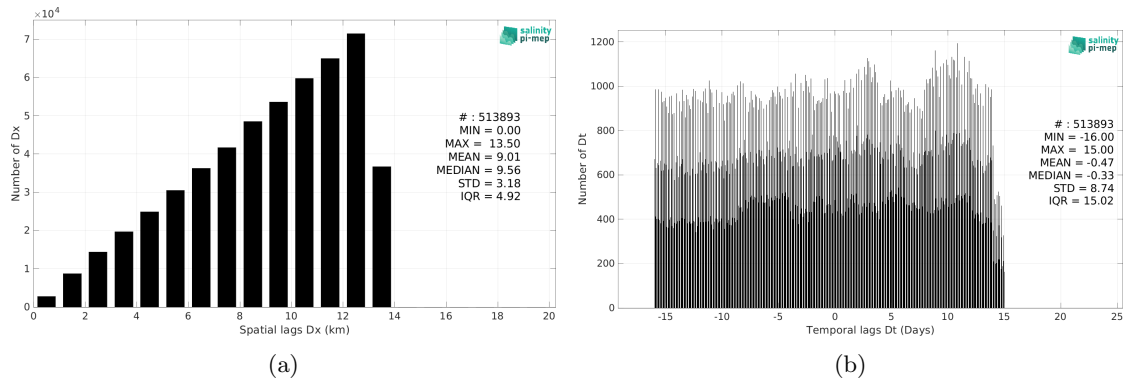 ×10⁴
7
6
5
4
3
2
1
0
Number of Dx
0 2 4 6 8 10 12 14 16 18 20
Spatial lags Dx (km)
salinity
pi-mep
# : 513893
MIN = 0.00
MAX = 13.50
MEAN = 9.01
MEDIAN = 9.56
STD = 3.18
IQR = 4.92
(a)
1200
1000
800
600
400
200
0
Number of Dt
-15 -10 -5 0 5 10 15 20 25
Temporal lags Dt (Days)
salinity
pi-mep
# : 513893
MIN = -16.00
MAX = 15.00
MEAN = -0.47
MEDIAN = -0.33
STD = 8.74
IQR = 15.02
(b)